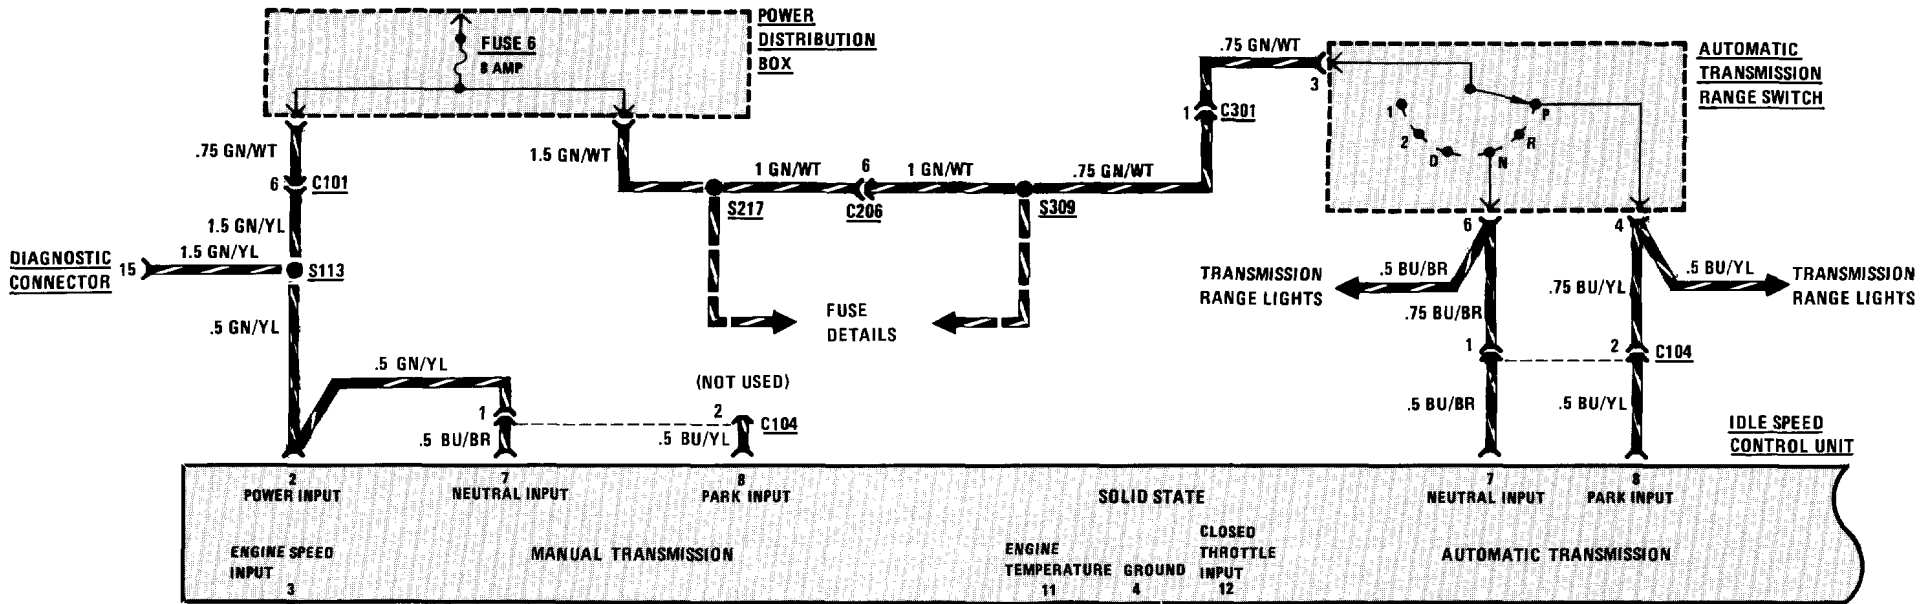 POWER
DISTRIBUTION
BOX
FUSE 6
8 AMP
.75 GN/WT
6
C101
1.5 GN/YL
1.5 GN/YL
DIAGNOSTIC
CONNECTOR
15
S113
.5 GN/YL
.5 GN/YL
1.5 GN/WT
1 GN/WT
6
1 GN/WT
.75 GN/WT
S217
C206
S309
FUSE
DETAILS
.75 GN/WT
1
C301
3
AUTOMATIC
TRANSMISSION
RANGE SWITCH
1
2
D
N
R
P
6
4
TRANSMISSION
RANGE LIGHTS
.5 BU/BR
.75 BU/BR
.75 BU/YL
.5 BU/YL
TRANSMISSION
RANGE LIGHTS
1
2
C104
.5 BU/BR
.5 BU/YL
(NOT USED)
1
2
C104
.5 BU/BR
.5 BU/YL
IDLE SPEED
CONTROL UNIT
2
POWER INPUT
7
NEUTRAL INPUT
8
PARK INPUT
SOLID STATE
7
NEUTRAL INPUT
8
PARK INPUT
ENGINE SPEED
INPUT
3
MANUAL TRANSMISSION
ENGINE
TEMPERATURE
11
GROUND
4
CLOSED
THROTTLE
INPUT
12
AUTOMATIC TRANSMISSION